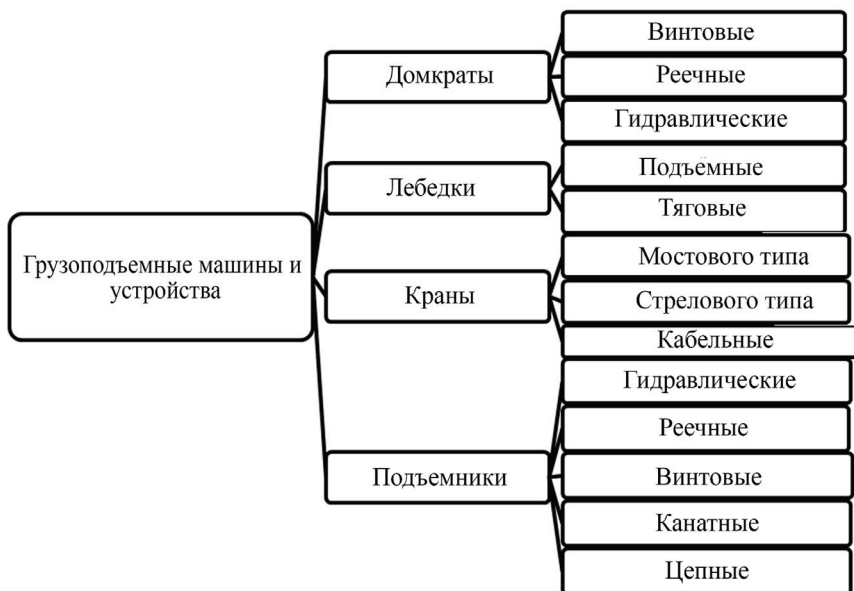 Грузоподъемные машины и
устройства
Домкраты
Винтовые
Реечные
Гидравлические
Лебедки
Подъёмные
Тяговые
Краны
Мостового типа
Стрелового типа
Кабельные
Подъемники
Гидравлические
Реечные
Винтовые
Канатные
Цепные